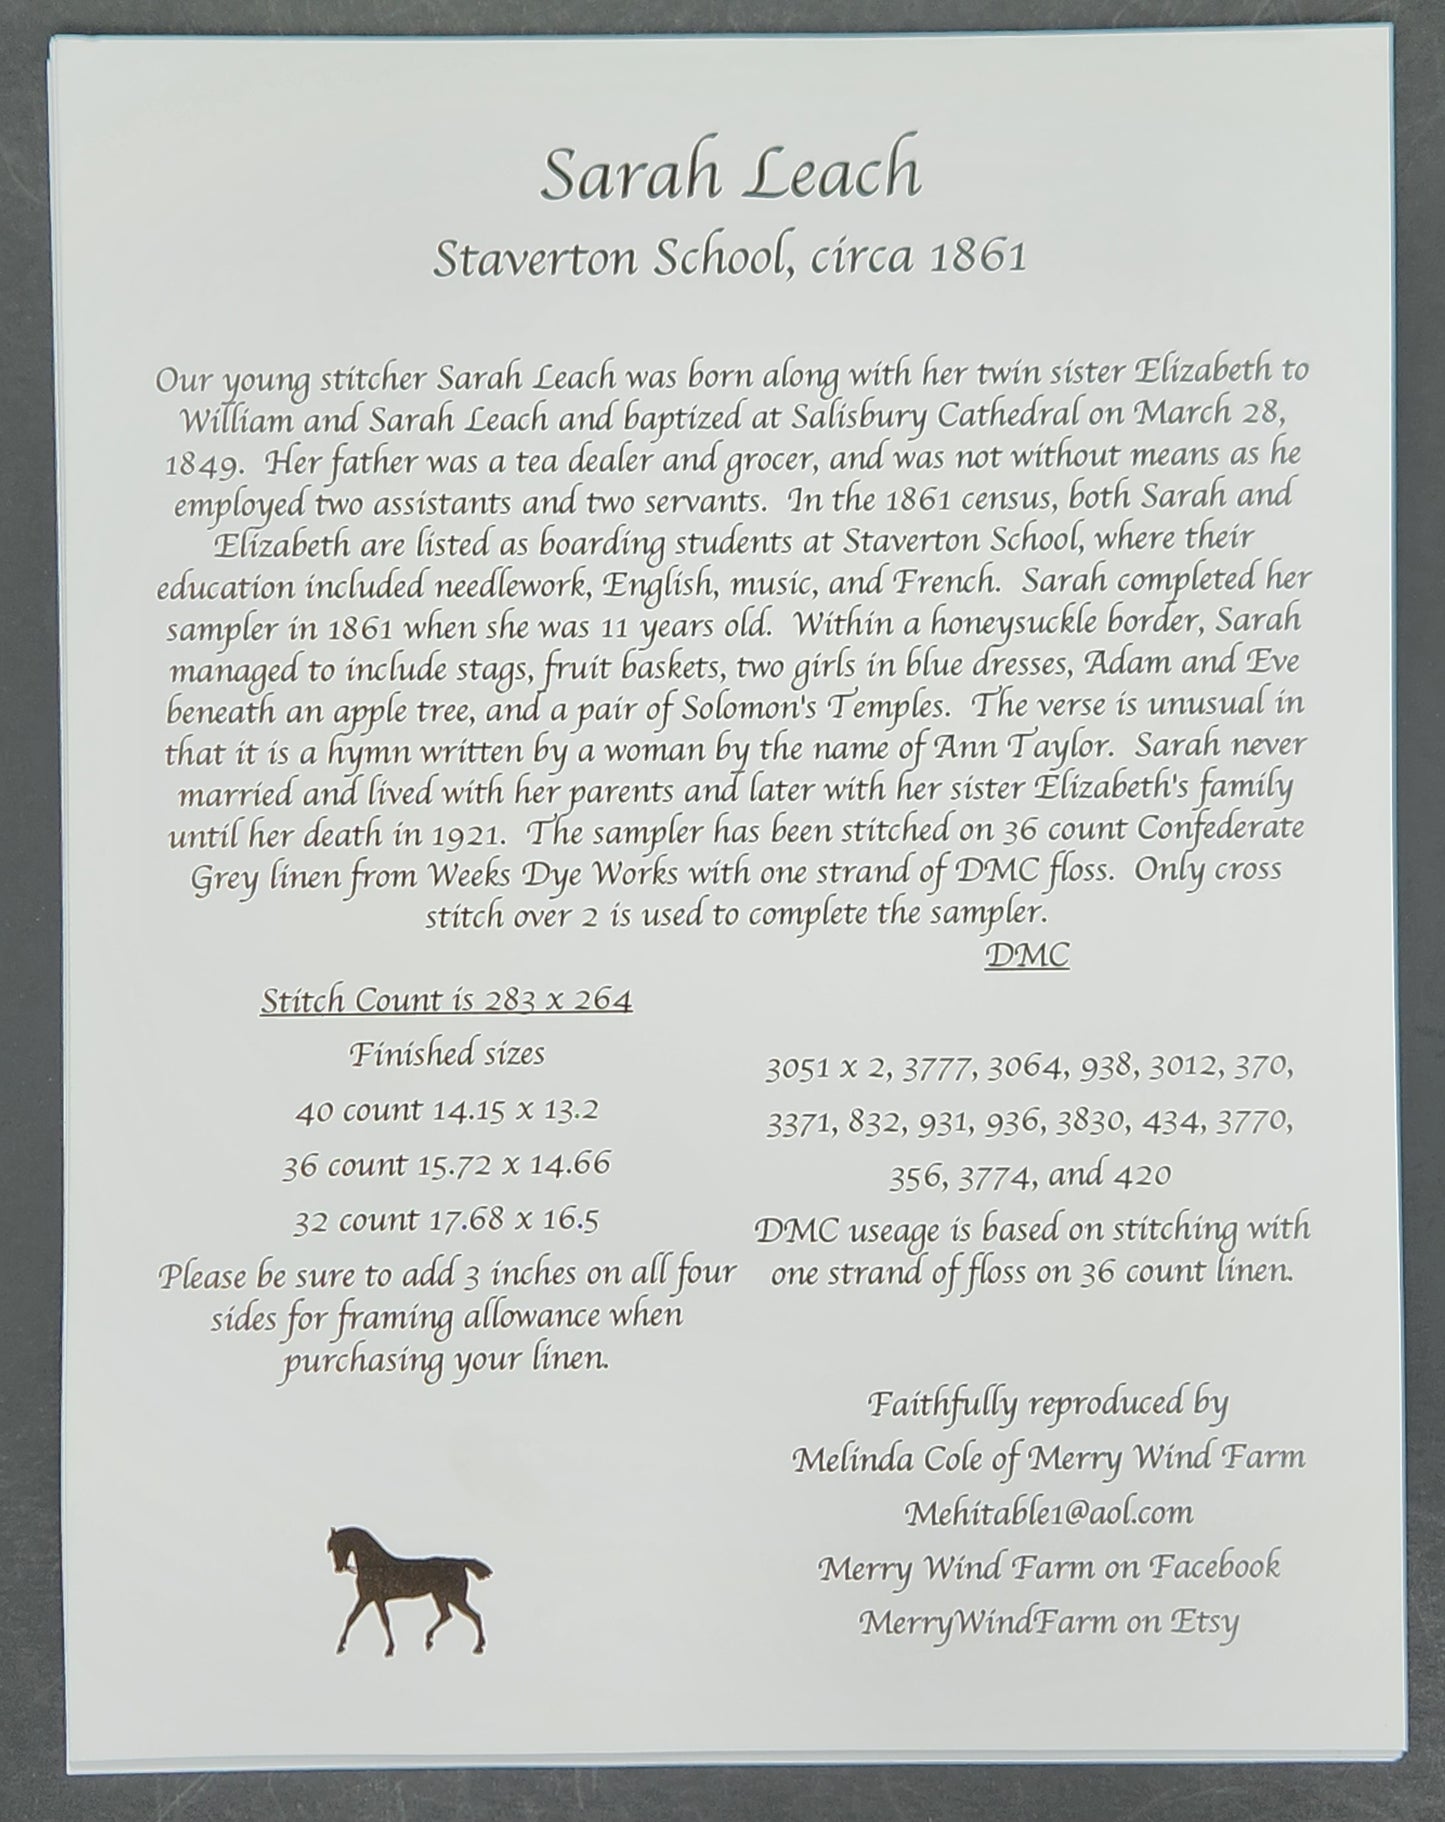 Sarah Leach
Staverton School, circa 1861
Our young stitcher Sarah Leach was born along with her twin sister Elizabeth to
William and Sarah Leach and baptized at Salisbury Cathedral on March 28,
1849. Her father was a tea dealer and grocer, and was not without means as he
employed two assistants and two servants. In the 1861 census, both Sarah and
Elizabeth are listed as boarding students at Staverton School, where their
education included needlework, English, music, and French. Sarah completed her
sampler in 1861 when she was 11 years old. Within a honeysuckle border, Sarah
managed to include stags, fruit baskets, two girls in blue dresses, Adam and Eve
beneath an apple tree, and a pair of Solomon's Temples. The verse is unusual in
that it is a hymn written by a woman by the name of Ann Taylor. Sarah never
married and lived with her parents and later with her sister Elizabeth's family
until her death in 1921. The sampler has been stitched on 36 count Confederate
Grey linen from Weeks Dye Works with one strand of DMC floss. Only cross
stitch over 2 is used to complete the sampler.
Stitch Count is 283 x 264
Finished sizes
40 count 14.15 x 13.2
36 count 15.72 x 14.66
32 count 17.68 x 16.5
Please be sure to add 3 inches on all four
sides for framing allowance when
purchasing your linen.
DMC
3051 x 2, 3777, 3064, 938, 3012, 370,
3371, 832, 931, 936, 3830, 434, 3770,
356, 3774, and 420
DMC useage is based on stitching with
one strand of floss on 36 count linen.
Faithfully reproduced by
Melinda Cole of Merry Wind Farm
Mehitable1@aol.com
Merry Wind Farm on Facebook
MerryWindFarm on Etsy